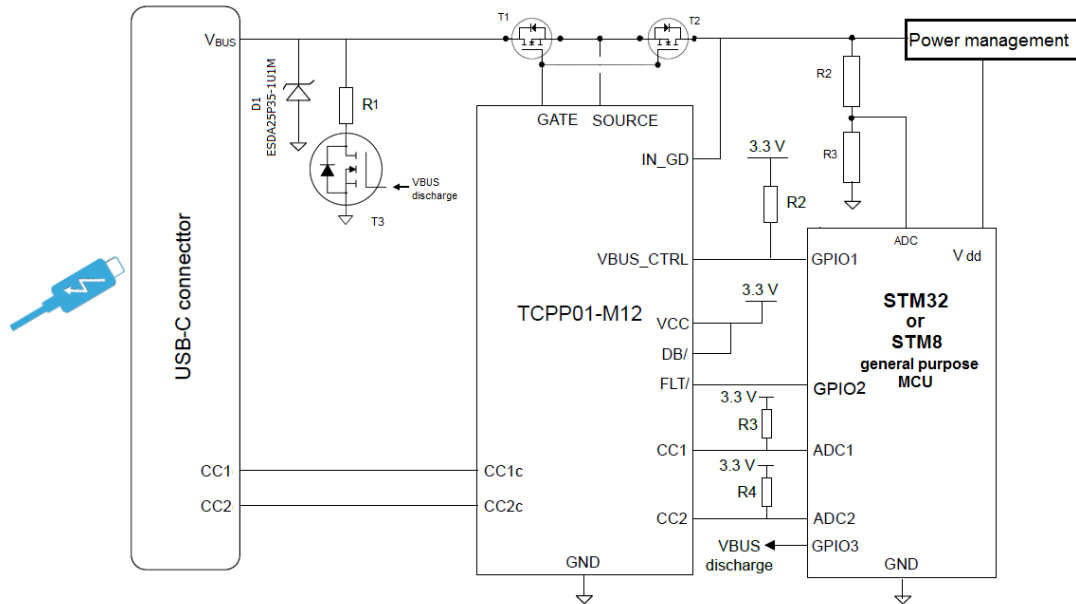 T1
T2
VBUS
Power management
R1
D1
ESDA25P35-1U1M
VBUS
discharge
T3
GATE
SOURCE
IN_GD
R2
R3
3.3 V
R2
ADC
V dd
VBUS_CTRL
GPIO1
USB-C connecttor
TCPP01-M12
3.3 V
VCC
DB/
STM32
or
STM8
general purpose
MCU
FLT/
GPIO2
3.3 V
R3
CC1
ADC1
CC1
CC1c
3.3 V
R4
CC2
CC2c
CC2
ADC2
VBUS
discharge
GPIO3
GND
GND